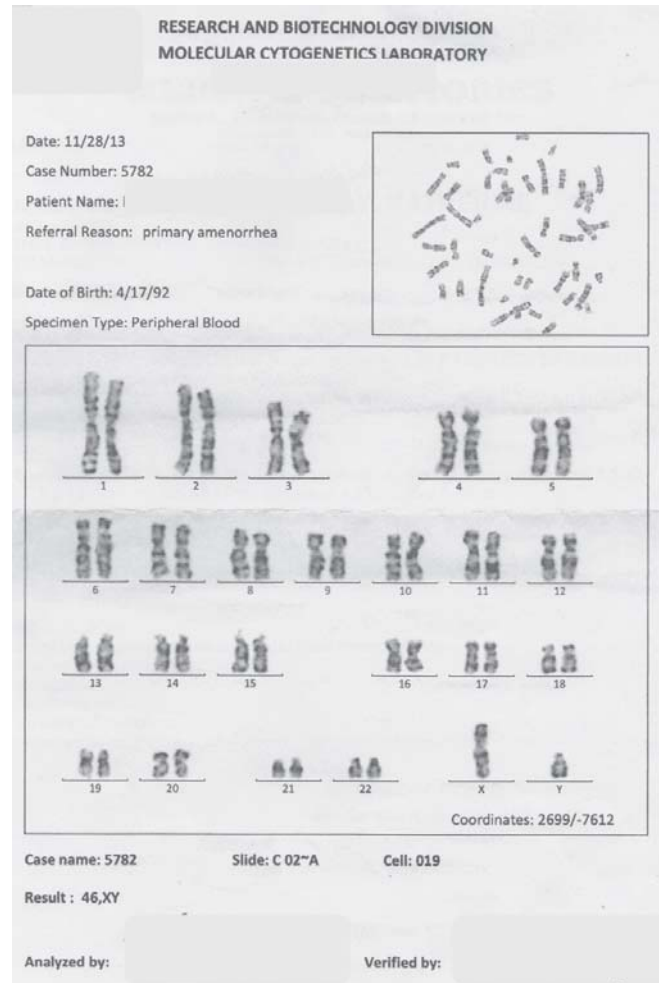 RESEARCH AND BIOTECHNOLOGY DIVISION
MOLECULAR CYTOGENETICS LABORATORY
Date: 11/28/13
Case Number: 5782
Patient Name:
Referral Reason: primary amenorrhea
Date of Birth: 4/17/92
Specimen Type: Peripheral Blood
1 2 3 4 5
6 7 8 9 10 11 12
13 14 15 16 17 18
19 20 21 22 X Y
Coordinates: 2699/-7612
Case name: 5782 Slide: C 02~A Cell: 019
Result : 46,XY
Analyzed by: Verified by: